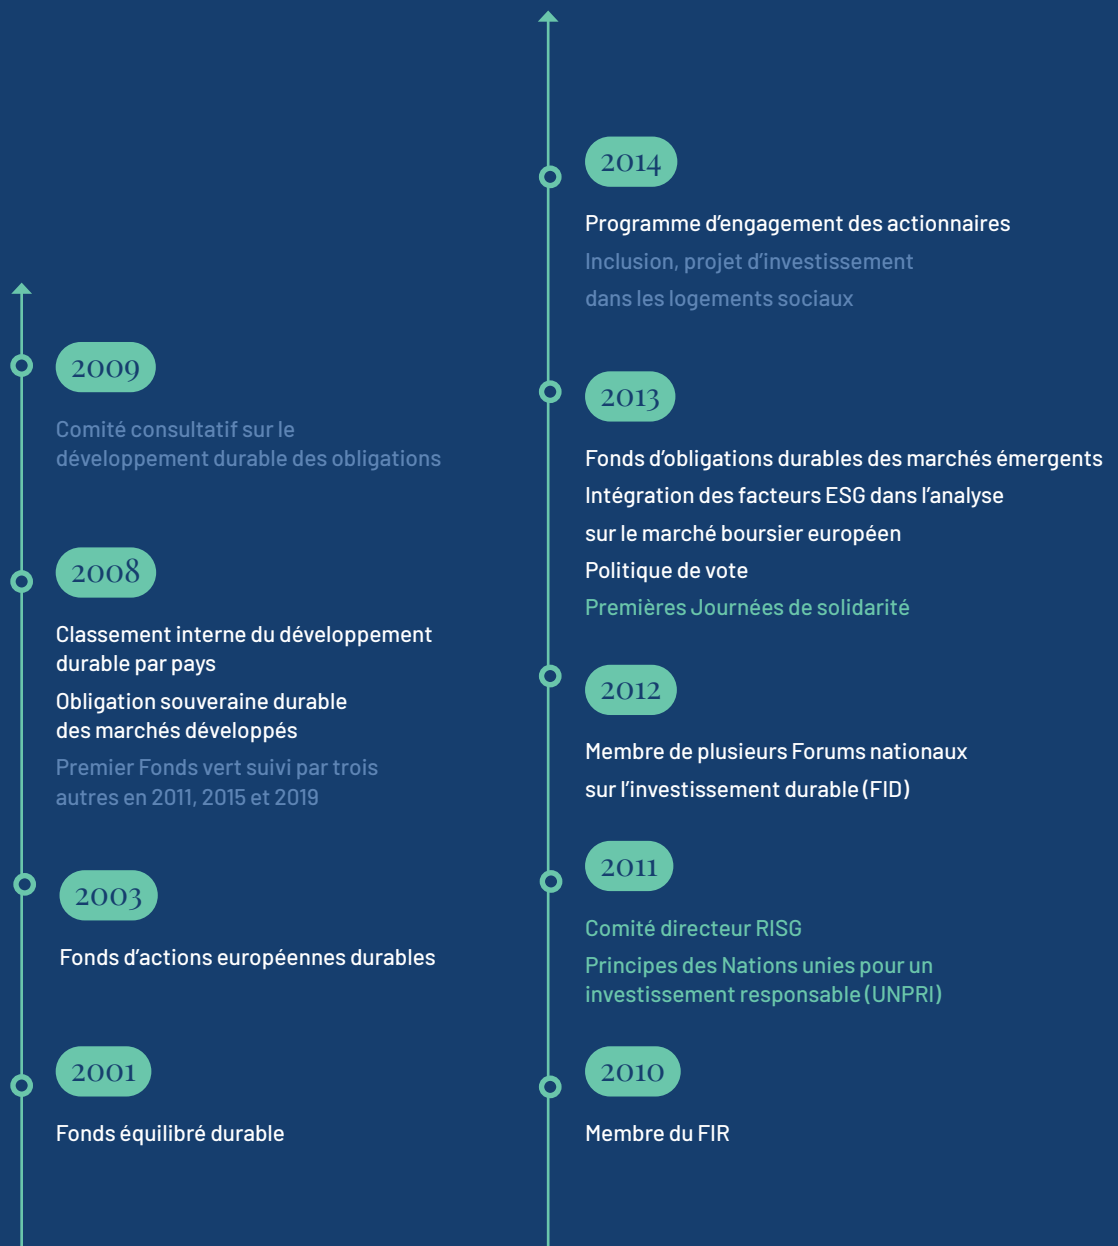 2009
Comité consultatif sur le
développement durable des obligations
2008
Classement interne du développement
durable par pays
Obligation souveraine durable
des marchés développés
Premier Fonds vert suivi par trois
autres en 2011, 2015 et 2019
2003
Fonds d’actions européennes durables
2001
Fonds équilibré durable
2014
Programme d’engagement des actionnaires
Inclusion, projet d’investissement
dans les logements sociaux
2013
Fonds d’obligations durables des marchés émergents
Intégration des facteurs ESG dans l’analyse
sur le marché boursier européen
Politique de vote
Premières Journées de solidarité
2012
Membre de plusieurs Forums nationaux
sur l’investissement durable (FID)
2011
Comité directeur RISG
Principes des Nations unies pour un
investissement responsable (UNPRI)
2010
Membre du FIR